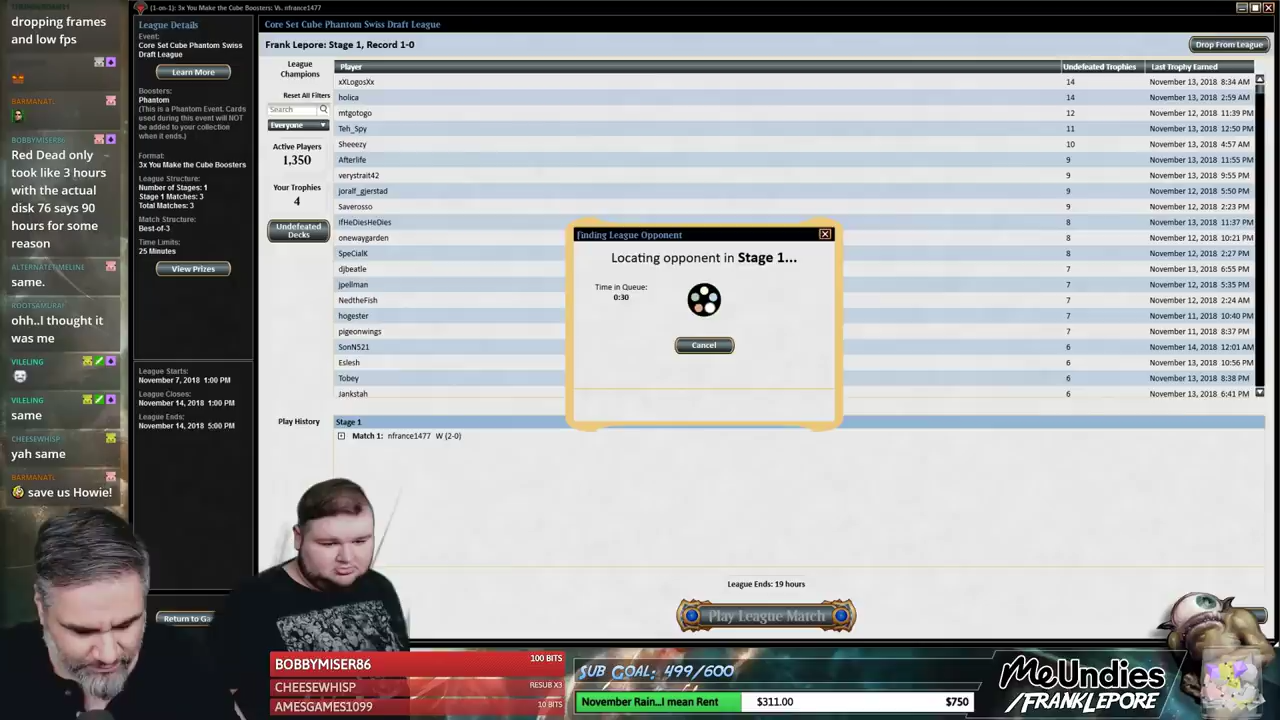 (1-on-1): 3x You Make the Cube Boosters: Vs. nfrance1477
dropping frames
and low fps
BARMANATL
BOBBYMISER86
Red Dead only
took like 3 hours
with the actual
disk 76 says 90
hours for some
reason
ALTERNATETIMELINE
same.
ROOTSAMURAI
ohh..I thought it
was me
VILELING
VILELING
same
CHEESEWHISP
yah same
BARMANATL
save us Howie!
League Details
Event:
Core Set Cube Phantom Swiss
Draft League
Learn More
Boosters:
Phantom
(This is a Phantom Event. Cards
used during this event will NOT
be added to your collection
when it ends.)
Format:
3x You Make the Cube Boosters
League Structure:
Number of Stages: 1
Stage 1 Matches: 3
Total Matches: 3
Match Structure:
Best-of-3
Time Limits:
25 Minutes
View Prizes
League Starts:
November 7, 2018 1:00 PM
League Closes:
November 14, 2018 1:00 PM
League Ends:
November 14, 2018 5:00 PM
Return to Ga
Core Set Cube Phantom Swiss Draft League
Frank Lepore: Stage 1, Record 1-0
Drop From League
League
Champions
Reset All Filters
Search
Everyone
Active Players
1,350
Your Trophies
4
Undefeated
Decks
Player Undefeated Trophies Last Trophy Earned
xXLogosXx 14 November 13, 2018 8:34 AM
holica 14 November 13, 2018 2:59 AM
mtgotogo 12 November 12, 2018 11:39 PM
Teh_Spy 11 November 13, 2018 12:50 PM
Sheeezy 10 November 13, 2018 4:57 AM
Afterlife 9 November 13, 2018 11:55 PM
verystrait42 9 November 13, 2018 9:55 PM
joralf_gjerstad 9 November 12, 2018 5:50 PM
Saverosso 9 November 12, 2018 2:23 PM
IfHeDiesHeDies 8 November 13, 2018 11:37 PM
onewaygarden 8 November 12, 2018 10:21 PM
SpeCialK 8 November 12, 2018 2:27 PM
djbeatle 7 November 13, 2018 6:55 PM
jpellman 7 November 12, 2018 5:35 PM
NedtheFish 7 November 12, 2018 2:24 AM
hogester 7 November 11, 2018 10:40 PM
pigeonwings 7 November 11, 2018 8:37 PM
SonN521 6 November 14, 2018 12:01 AM
Eslesh 6 November 13, 2018 10:56 PM
Tobey 6 November 13, 2018 8:38 PM
Jankstah 6 November 13, 2018 6:41 PM
Finding League Opponent
Locating opponent in Stage 1...
Time in Queue:
0:30
Cancel
Play History
Stage 1
Match 1: nfrance1477 W (2-0)
League Ends: 19 hours
Play League Match
BOBBYMISER86 100 BITS
CHEESEWHISP RESUB X3
AMESGAMES1099 10 BITS
SUB GOAL: 499/600
November Rain...I mean Rent $311.00 $750
MeUndies
/FRANKLEPORE